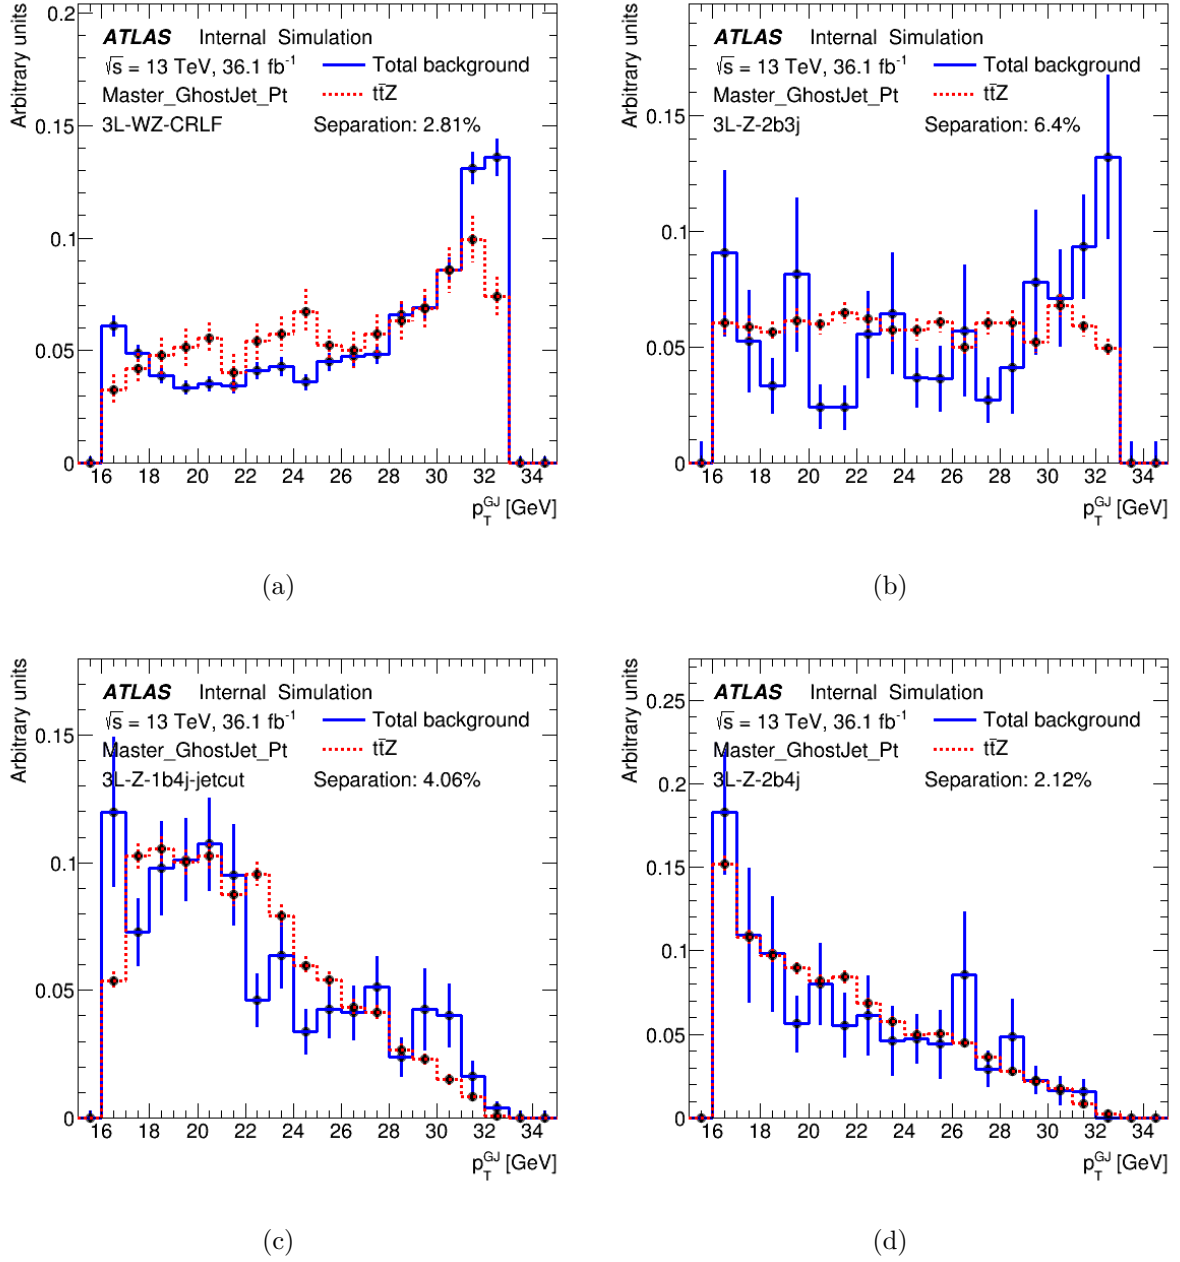 Arbitrary units
0.2
0.15
0.1
0.05
0
ATLAS Internal Simulation
√s = 13 TeV, 36.1 fb⁻¹
Total background
Master_GhostJet_Pt
tt̄Z
3L-WZ-CRLF
Separation: 2.81%
16 18 20 22 24 26 28 30 32 34
p_T^GJ [GeV]
(a)
Arbitrary units
0.15
0.1
0.05
0
ATLAS Internal Simulation
√s = 13 TeV, 36.1 fb⁻¹
Total background
Master_GhostJet_Pt
tt̄Z
3L-Z-2b3j
Separation: 6.4%
16 18 20 22 24 26 28 30 32 34
p_T^GJ [GeV]
(b)
Arbitrary units
0.15
0.1
0.05
0
ATLAS Internal Simulation
√s = 13 TeV, 36.1 fb⁻¹
Total background
Master_GhostJet_Pt
tt̄Z
3L-Z-1b4j-jetcut
Separation: 4.06%
16 18 20 22 24 26 28 30 32 34
p_T^GJ [GeV]
(c)
Arbitrary units
0.25
0.2
0.15
0.1
0.05
0
ATLAS Internal Simulation
√s = 13 TeV, 36.1 fb⁻¹
Total background
Master_GhostJet_Pt
tt̄Z
3L-Z-2b4j
Separation: 2.12%
16 18 20 22 24 26 28 30 32 34
p_T^GJ [GeV]
(d)